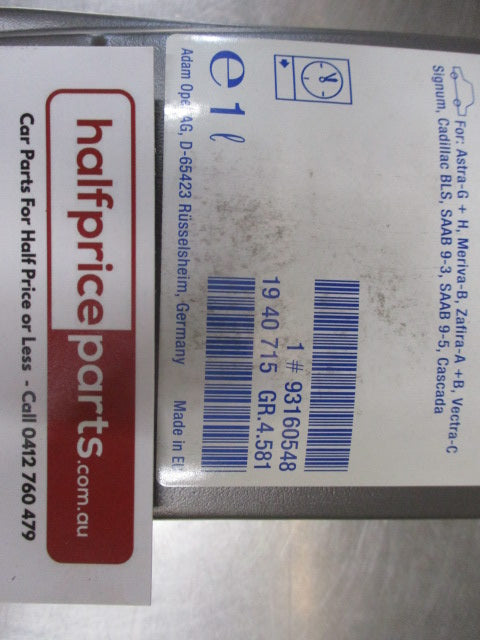 For: Astra-G + H, Meriva-B, Zafira-A +B, Vectra-C
Signum, Cadillac BLS, SAAB 9-3, SAAB 9-5, Cascada
1 # 93160548
19 40 715 GR.4.581
e 1 ℓ
Adam Opel AG, D-65423 Rüsselsheim, Germany Made in
halfpriceparts.com.au
Car Parts For Half Price or Less - Call 0412 760 479